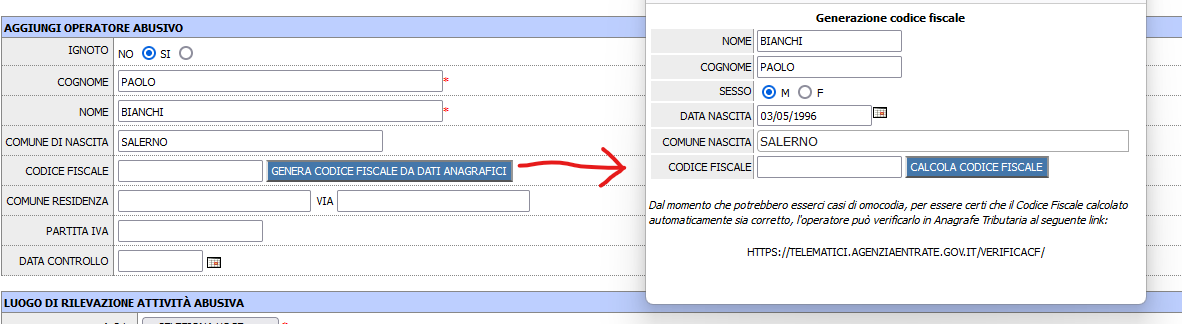 AGGIUNGI OPERATORE ABUSIVO
IGNOTO NO SI
COGNOME PAOLO *
NOME BIANCHI *
COMUNE DI NASCITA SALERNO
CODICE FISCALE GENERA CODICE FISCALE DA DATI ANAGRAFICI
COMUNE RESIDENZA VIA
PARTITA IVA
DATA CONTROLLO
LUOGO DI RILEVAZIONE ATTIVITÀ ABUSIVA
Generazione codice fiscale
NOME BIANCHI
COGNOME PAOLO
SESSO M F
DATA NASCITA 03/05/1996
COMUNE NASCITA SALERNO
CODICE FISCALE CALCOLA CODICE FISCALE
Dal momento che potrebbero esserci casi di omocodia, per essere certi che il Codice Fiscale calcolato
automaticamente sia corretto, l'operatore può verificarlo in Anagrafe Tributaria al seguente link:
HTTPS://TELEMATICI.AGENZIAENTRATE.GOV.IT/VERIFICACF/